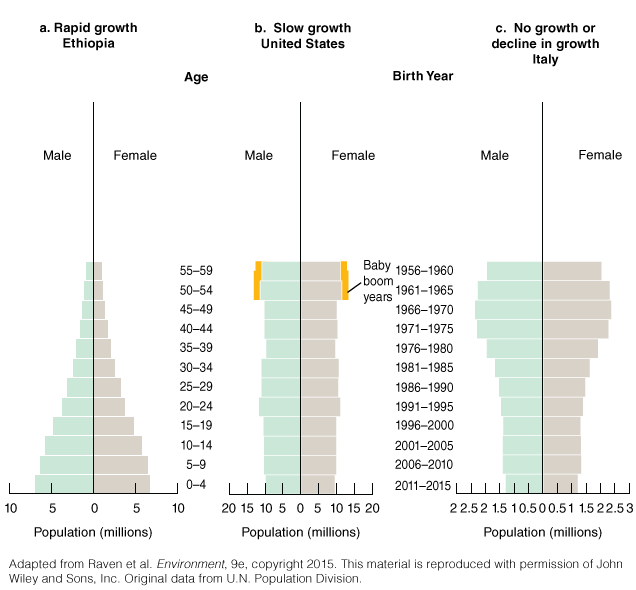 a. Rapid growth
Ethiopia
b. Slow growth
United States
c. No growth or
decline in growth
Italy
Age
Birth Year
Male
Female
Male
Female
Male
Female
Baby
boom
years
55–59
50–54
45–49
40–44
35–39
30–34
25–29
20–24
15–19
10–14
5–9
0–4
1956–1960
1961–1965
1966–1970
1971–1975
1976–1980
1981–1985
1986–1990
1991–1995
1996–2000
2001–2005
2006–2010
2011–2015
10 5 0 5 10
20 15 10 5 0 5 10 15 20
2 2.5 2 1.5 1 0.5 0 0.5 1 1.5 2 2.5 3
Population (millions)
Population (millions)
Population (millions)
Adapted from Raven et al. Environment, 9e, copyright 2015. This material is reproduced with permission of John
Wiley and Sons, Inc. Original data from U.N. Population Division.